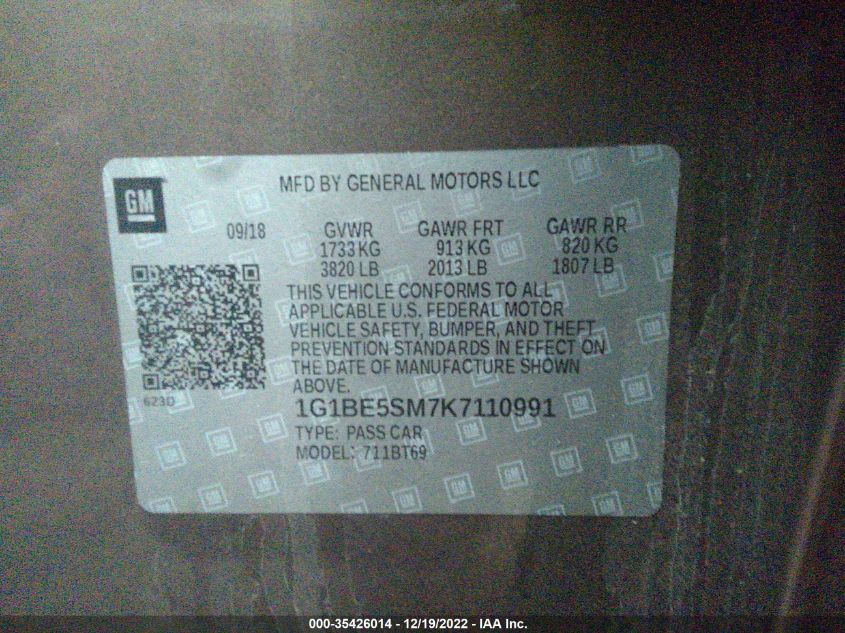 MFD BY GENERAL MOTORS LLC
GM
09/18 GVWR GAWR FRT GAWR RR
1733 KG 913 KG 820 KG
3820 LB 2013 LB 1807 LB
THIS VEHICLE CONFORMS TO ALL
APPLICABLE U.S. FEDERAL MOTOR
VEHICLE SAFETY, BUMPER, AND THEFT
PREVENTION STANDARDS IN EFFECT ON
THE DATE OF MANUFACTURE SHOWN
ABOVE.
623D
1G1BE5SM7K7110991
TYPE: PASS CAR
MODEL: 711BT69
000-35426014 - 12/19/2022 - IAA Inc.